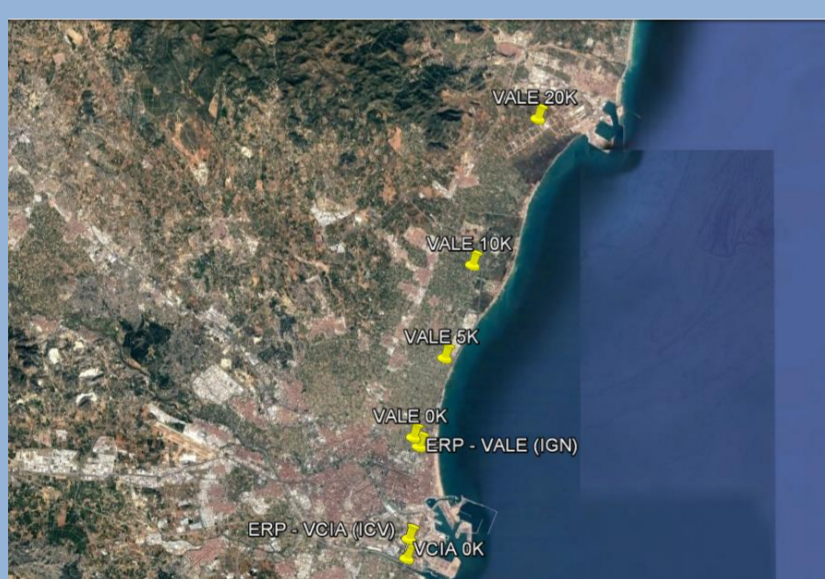 VALE 20K
VALE 10K
VALE 5K
VALE 0K
ERP - VALE (IGN)
ERP - VCIA (ICV)
VCIA 0K